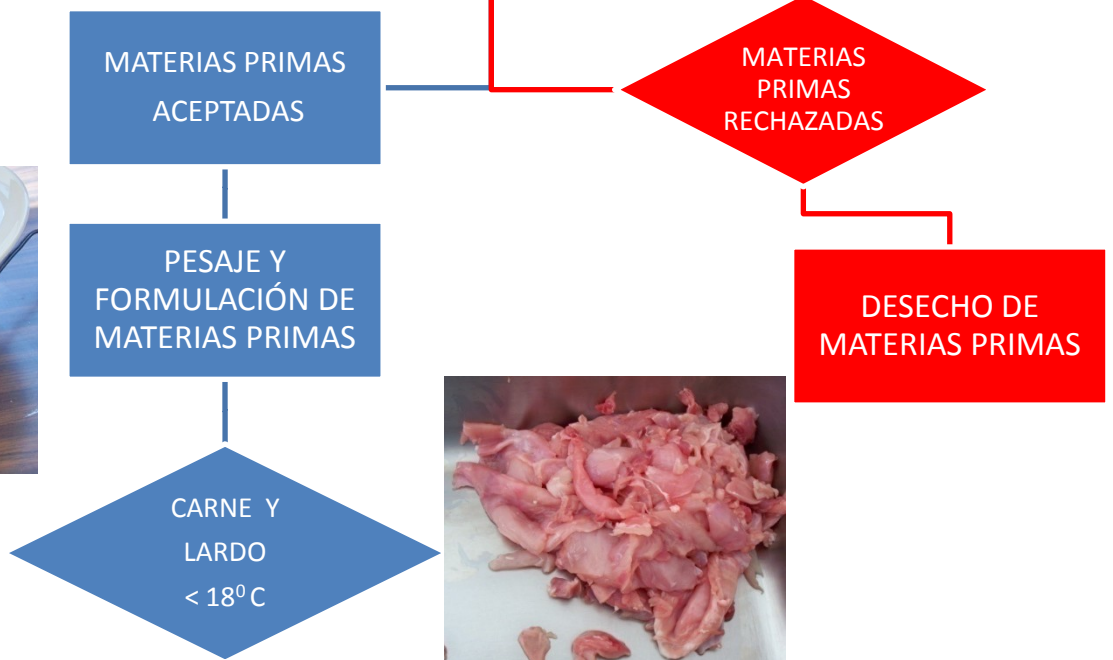 MATERIAS PRIMAS
ACEPTADAS
MATERIAS
PRIMAS
RECHAZADAS
PESAJE Y
FORMULACIÓN DE
MATERIAS PRIMAS
DESECHO DE
MATERIAS PRIMAS
CARNE Y
LARDO
< 18⁰ C